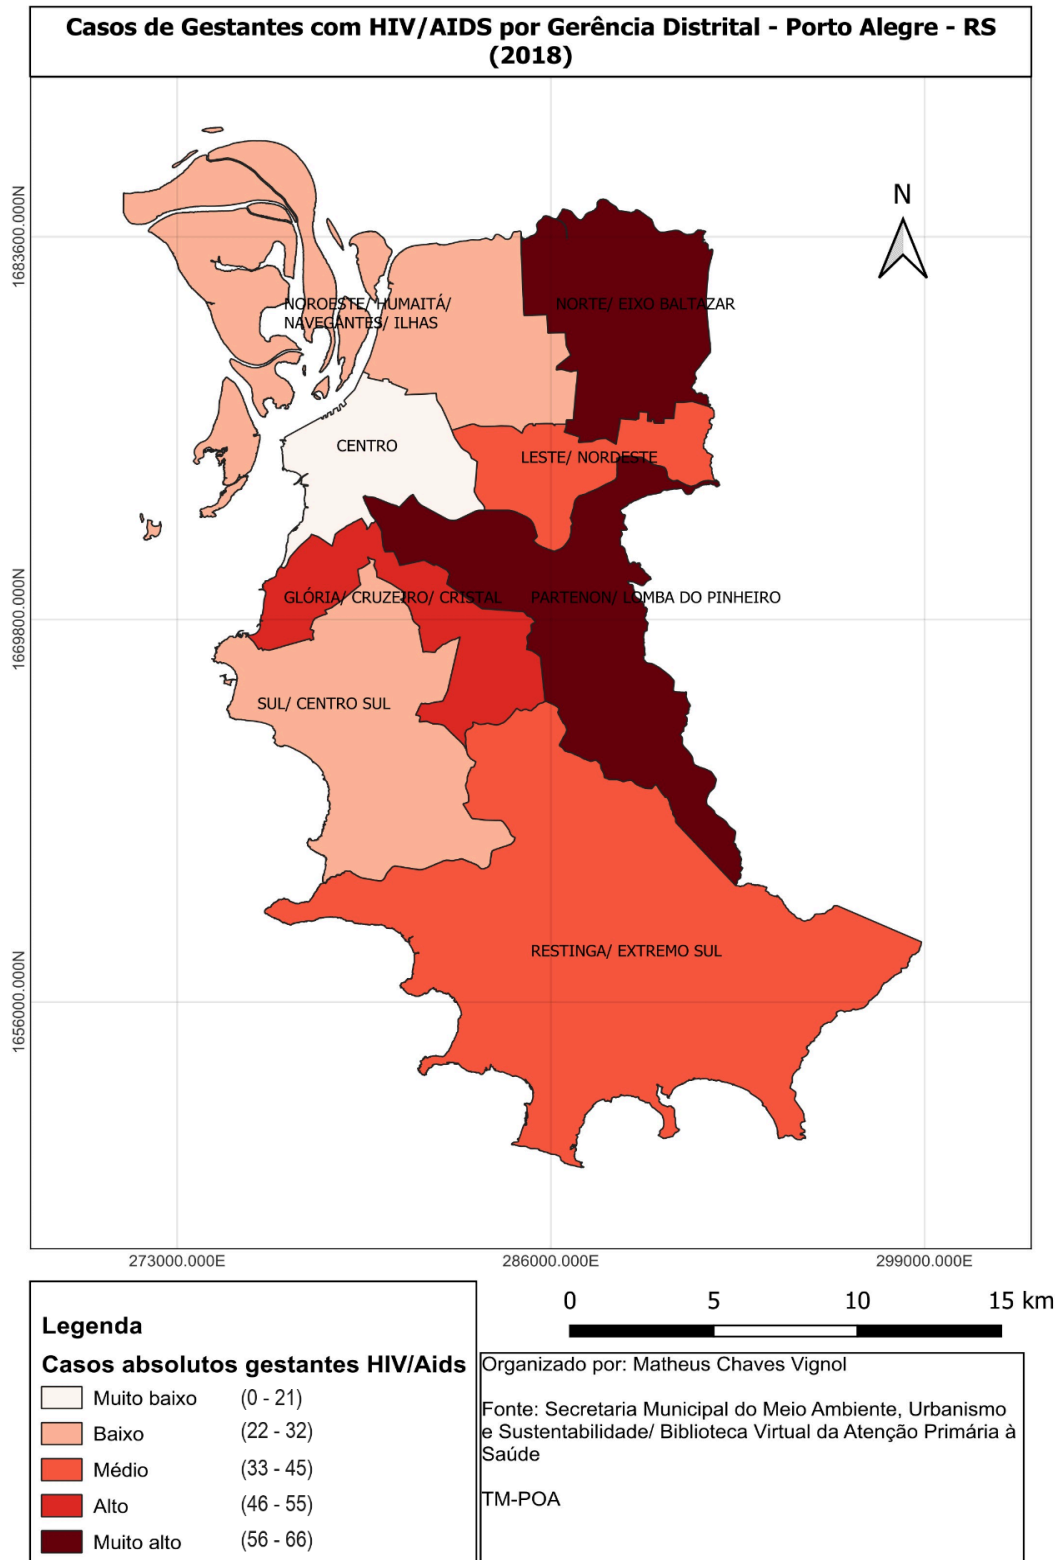 Casos de Gestantes com HIV/AIDS por Gerência Distrital - Porto Alegre - RS
(2018)
N
1683600.000N
NOROESTE/ HUMAITÁ/
NAVEGANTES/ ILHAS
NORTE/ EIXO BALTAZAR
CENTRO
LESTE/ NORDESTE
1669800.000N
GLÓRIA/ CRUZEIRO/ CRISTAL
PARTENON/ LOMBA DO PINHEIRO
SUL/ CENTRO SUL
RESTINGA/ EXTREMO SUL
1656000.000N
273000.000E
286000.000E
299000.000E
0 5 10 15 km
Legenda
Casos absolutos gestantes HIV/Aids
Muito baixo (0 - 21)
Baixo (22 - 32)
Médio (33 - 45)
Alto (46 - 55)
Muito alto (56 - 66)
Organizado por: Matheus Chaves Vignol
Fonte: Secretaria Municipal do Meio Ambiente, Urbanismo
e Sustentabilidade/ Biblioteca Virtual da Atenção Primária à
Saúde
TM-POA